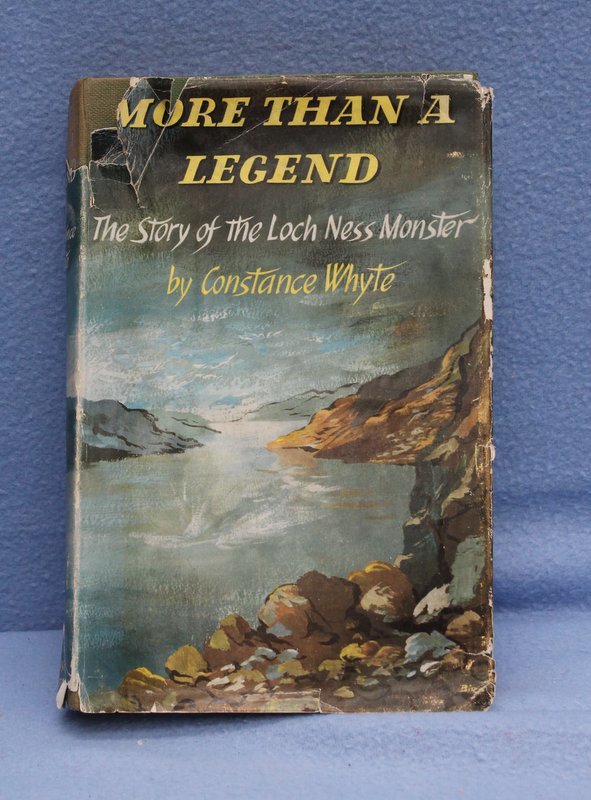 MORE THAN A
LEGEND
The Story of the Loch Ness Monster
by Constance Whyte